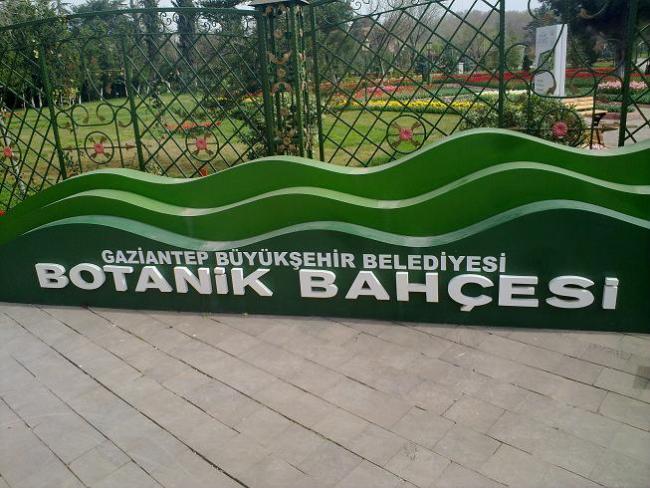 GAZİANTEP BÜYÜKŞEHİR BELEDİYESİ
BOTANİK BAHÇESİ